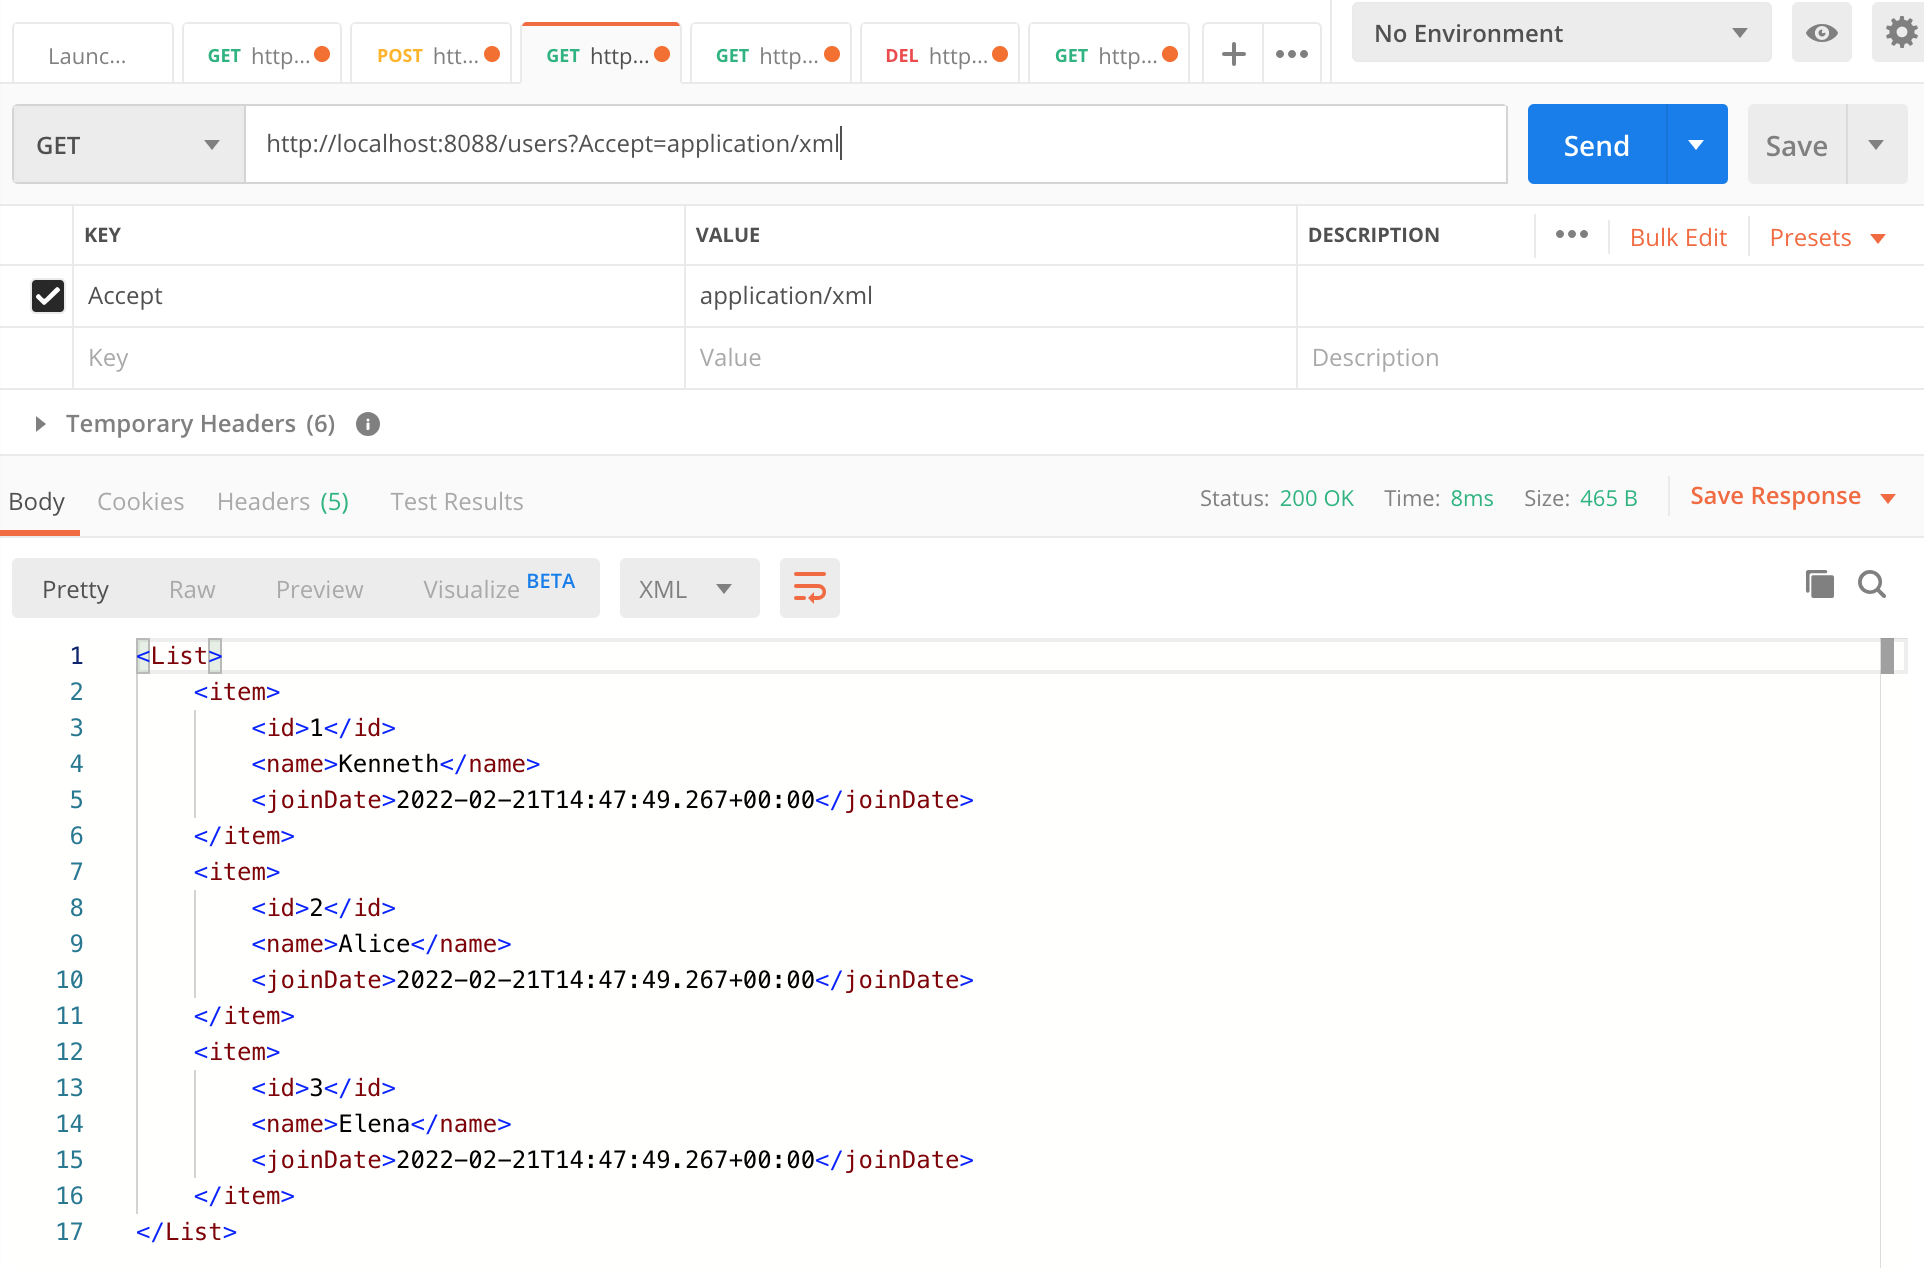 Launc... GET http... POST htt... GET http... GET http... DEL http... GET http... + ••• No Environment
GET http://localhost:8088/users?Accept=application/xml Send Save
KEY VALUE DESCRIPTION ••• Bulk Edit Presets
Accept application/xml
Key Value Description
Temporary Headers (6) i
Body Cookies Headers (5) Test Results Status: 200 OK Time: 8ms Size: 465 B Save Response
Pretty Raw Preview Visualize BETA XML
1 <List>
2 <item>
3 <id>1</id>
4 <name>Kenneth</name>
5 <joinDate>2022-02-21T14:47:49.267+00:00</joinDate>
6 </item>
7 <item>
8 <id>2</id>
9 <name>Alice</name>
10 <joinDate>2022-02-21T14:47:49.267+00:00</joinDate>
11 </item>
12 <item>
13 <id>3</id>
14 <name>Elena</name>
15 <joinDate>2022-02-21T14:47:49.267+00:00</joinDate>
16 </item>
17 </List>